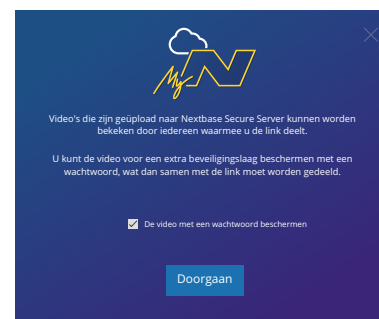 My N
Video's die zijn geüpload naar Nextbase Secure Server kunnen worden
bekeken door iedereen waarmee u de link deelt.
U kunt de video voor een extra beveiligingslaag beschermen met een
wachtwoord, wat dan samen met de link moet worden gedeeld.
De video met een wachtwoord beschermen
Doorgaan